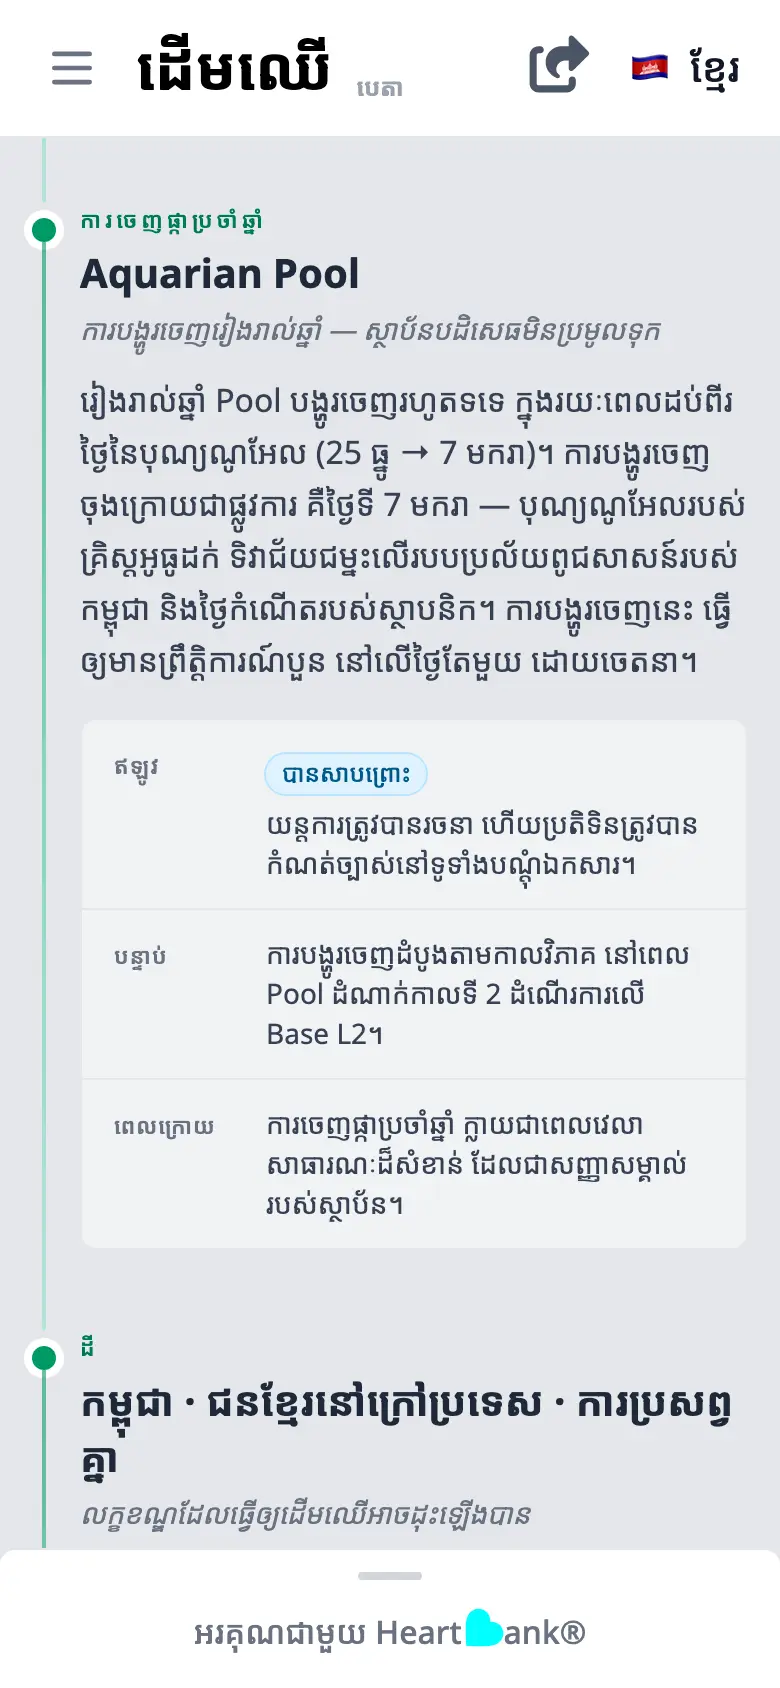 ដើមឈើ បេតា ខ្មែរ
ការចេញផ្កាប្រចាំឆ្នាំ
Aquarian Pool
ការបង្ហូរចេញរៀងរាល់ឆ្នាំ — ស្ថាប័នបដិសេធមិនប្រមូលទុក
រៀងរាល់ឆ្នាំ Pool បង្ហូរចេញរហូតទទេ ក្នុងរយៈពេលដប់ពីរ
ថ្ងៃនៃបុណ្យណូអែល (25 ធ្នូ → 7 មករា)។ ការបង្ហូរចេញ
ចុងក្រោយជាផ្លូវការ គឺថ្ងៃទី 7 មករា — បុណ្យណូអែលរបស់
គ្រិស្តអូធូដក់ ទិវាជ័យជម្នះលើរបបប្រល័យពូជសាសន៍របស់
កម្ពុជា និងថ្ងៃកំណើតរបស់ស្ថាបនិក។ ការបង្ហូរចេញនេះ ធ្វើ
ឲ្យមានព្រឹត្តិការណ៍បួន នៅលើថ្ងៃតែមួយ ដោយចេតនា។
ឥឡូវ បានសាបព្រោះ
យន្តការត្រូវបានរចនា ហើយប្រតិទិនត្រូវបាន
កំណត់ច្បាស់នៅទូទាំងបណ្តុំឯកសារ។
បន្ទាប់ ការបង្ហូរចេញដំបូងតាមកាលវិភាគ នៅពេល
Pool ដំណាក់កាលទី 2 ដំណើរការលើ
Base L2។
ពេលក្រោយ ការចេញផ្កាប្រចាំឆ្នាំ ក្លាយជាពេលវេលា
សាធារណៈដ៏សំខាន់ ដែលជាសញ្ញាសម្គាល់
របស់ស្ថាប័ន។
ដី
កម្ពុជា · ជនខ្មែរនៅក្រៅប្រទេស · ការប្រសព្វ
គ្នា
លក្ខខណ្ឌដែលធ្វើឲ្យដើមឈើអាចដុះឡើងបាន
អរគុណជាមួយ Heart ank®